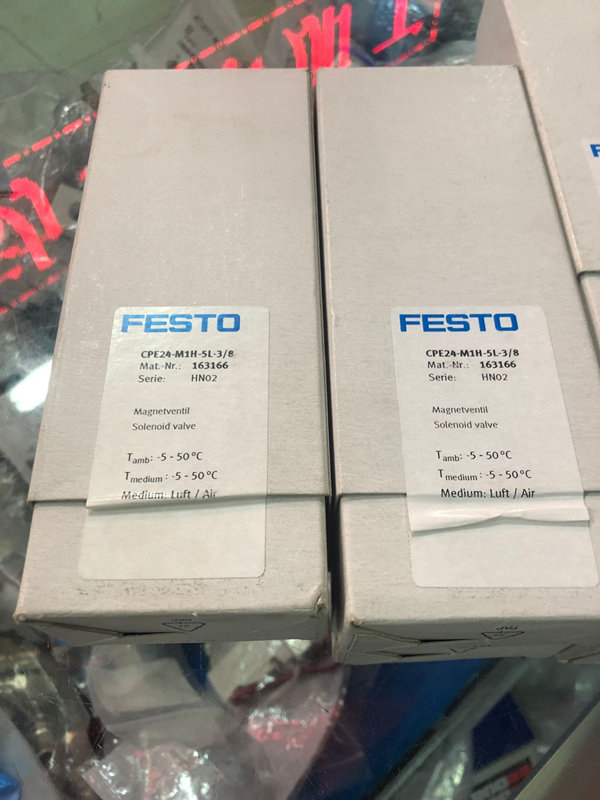 FESTO
CPE24-M1H-5L-3/8
Mat.-Nr.: 163166
Serie: HN02
Magnetventil
Solenoid valve
Tamb: -5 - 50°C
Tmedium: -5 - 50°C
Medium: Luft / Air
FESTO
CPE24-M1H-5L-3/8
Mat.-Nr.: 163166
Serie: HN02
Magnetventil
Solenoid valve
Tamb: -5 - 50°C
Tmedium: -5 - 50°C
Medium: Luft / Air
PAP